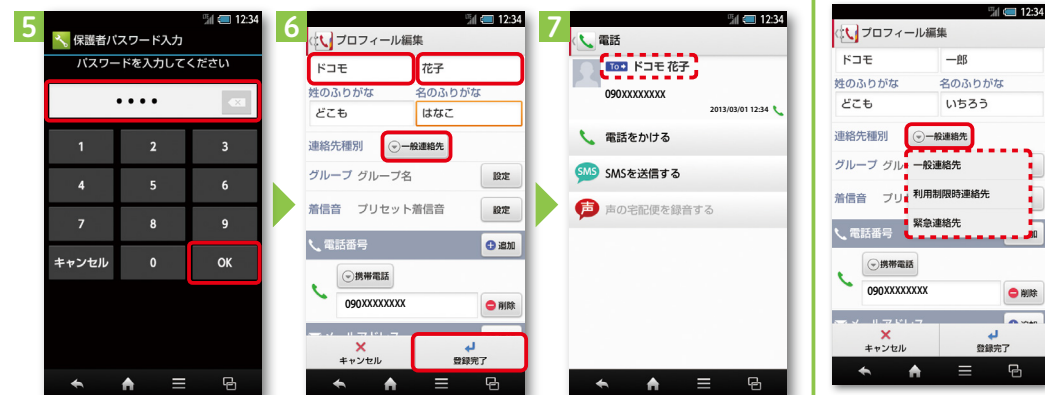 5
12:34
保護者パスワード入力
パスワードを入力してください
••••
1 2 3
4 5 6
7 8 9
キャンセル 0 OK
6
12:34
プロフィール編集
ドコモ 花子
姓のふりがな 名のふりがな
どこも はなこ
連絡先種別 一般連絡先
グループ グループ名 設定
着信音 プリセット着信音 設定
電話番号 追加
携帯電話
090XXXXXXXX 削除
キャンセル 登録完了
7
12:34
電話
To ドコモ 花子
090XXXXXXXX
2013/03/01 12:34
電話をかける
SMS SMSを送信する
声 声の宅配便を録音する
12:34
プロフィール編集
ドコモ 一郎
姓のふりがな 名のふりがな
どこも いちろう
連絡先種別 一般連絡先
グループ グル 一般連絡先
着信音 プリ 利用制限時連絡先
電話番号 緊急連絡先
携帯電話
090XXXXXXXX 削除
キャンセル 登録完了